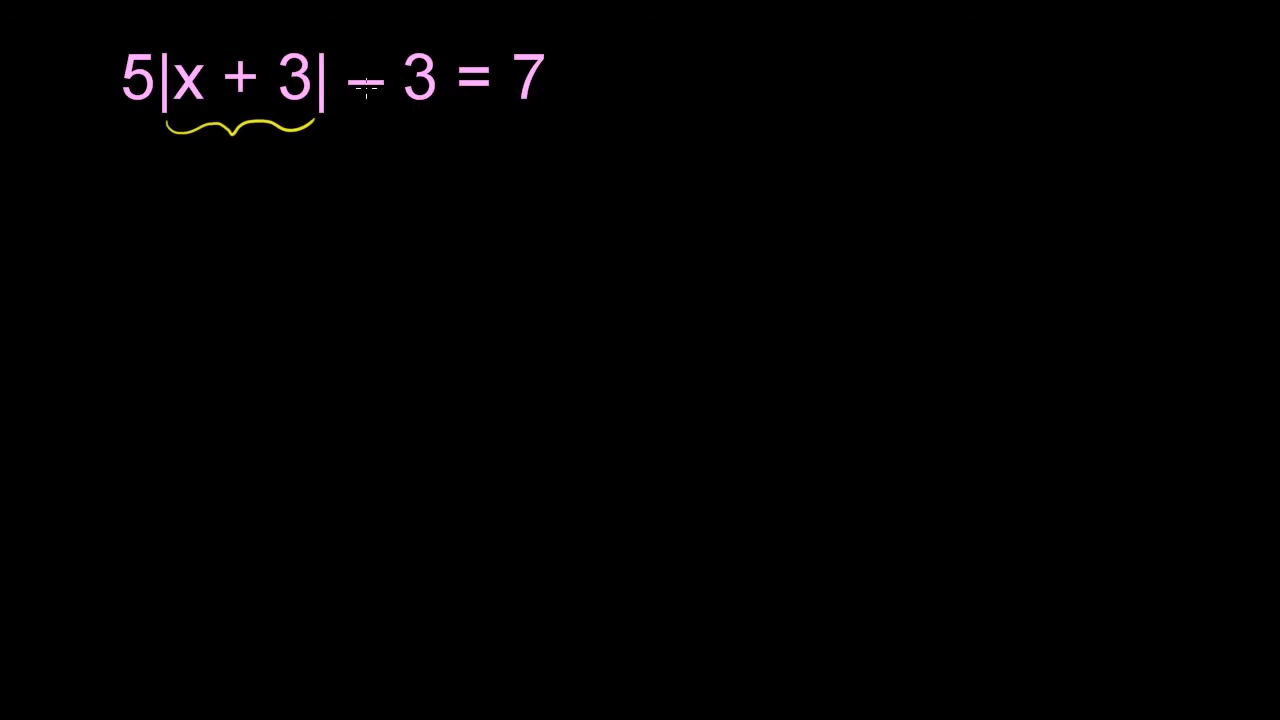 5|x + 3| – 3 = 7